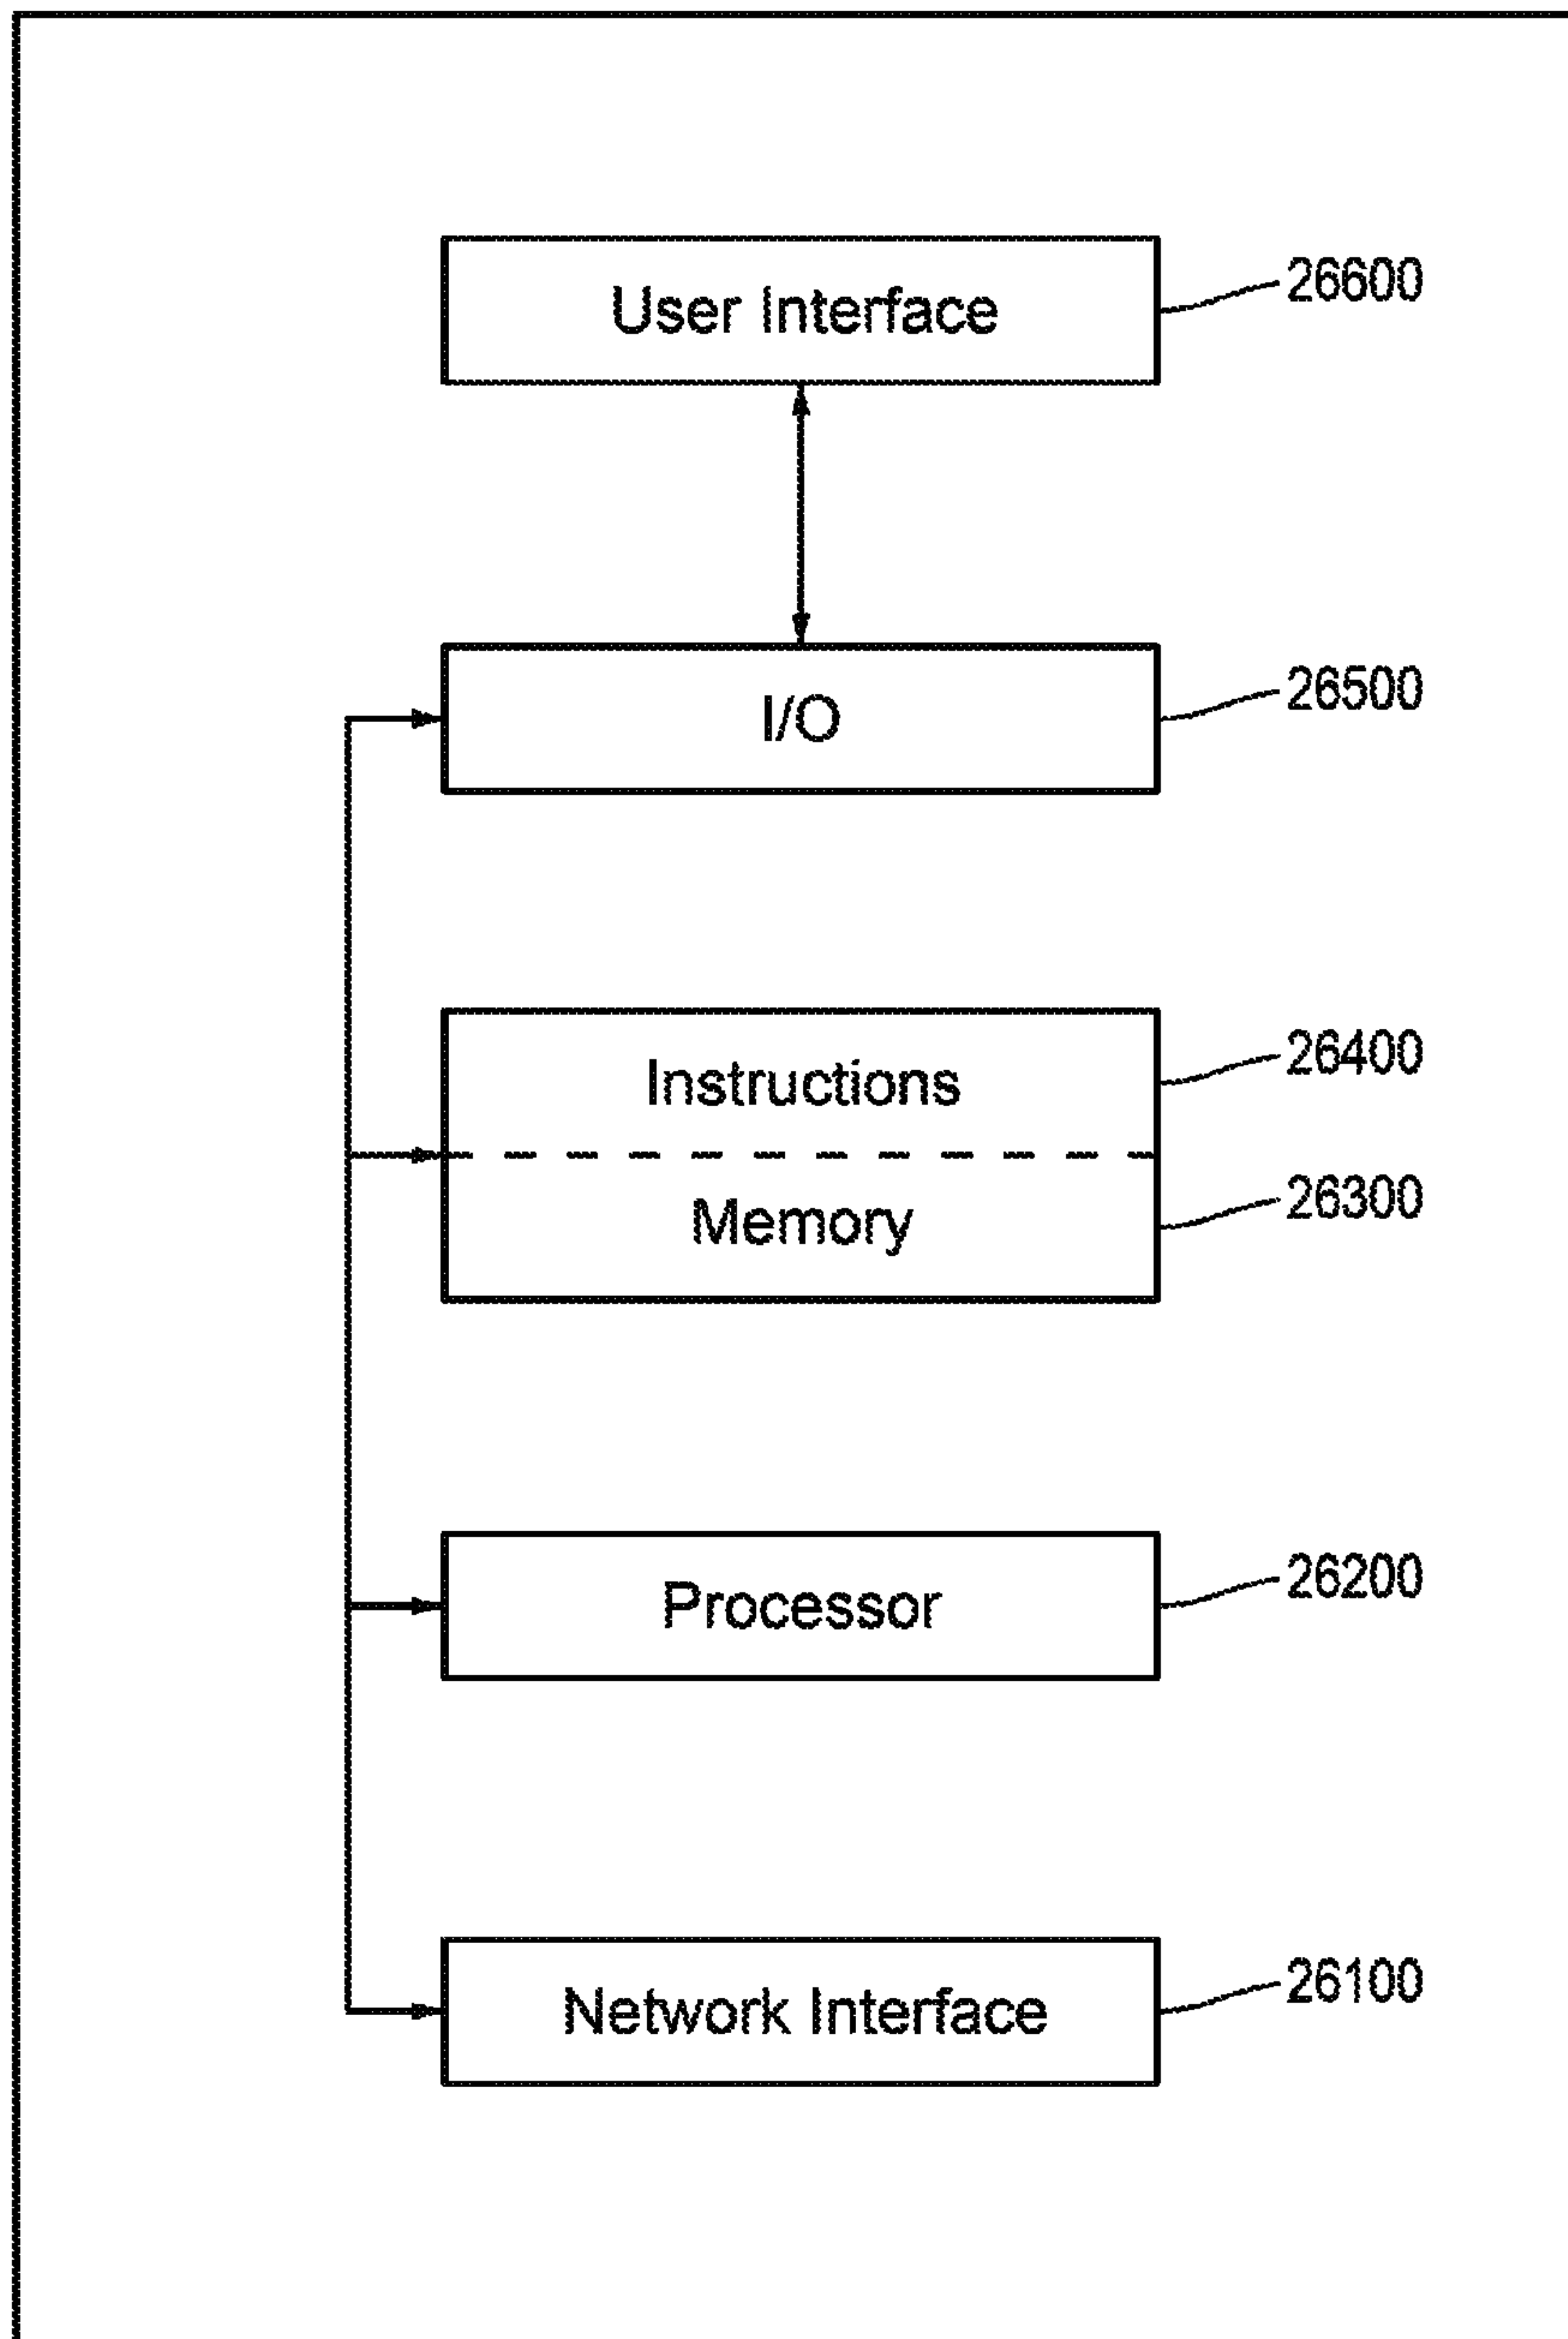 User Interface
26600
I/O
26500
Instructions
26400
Memory
26300
Processor
26200
Network Interface
26100